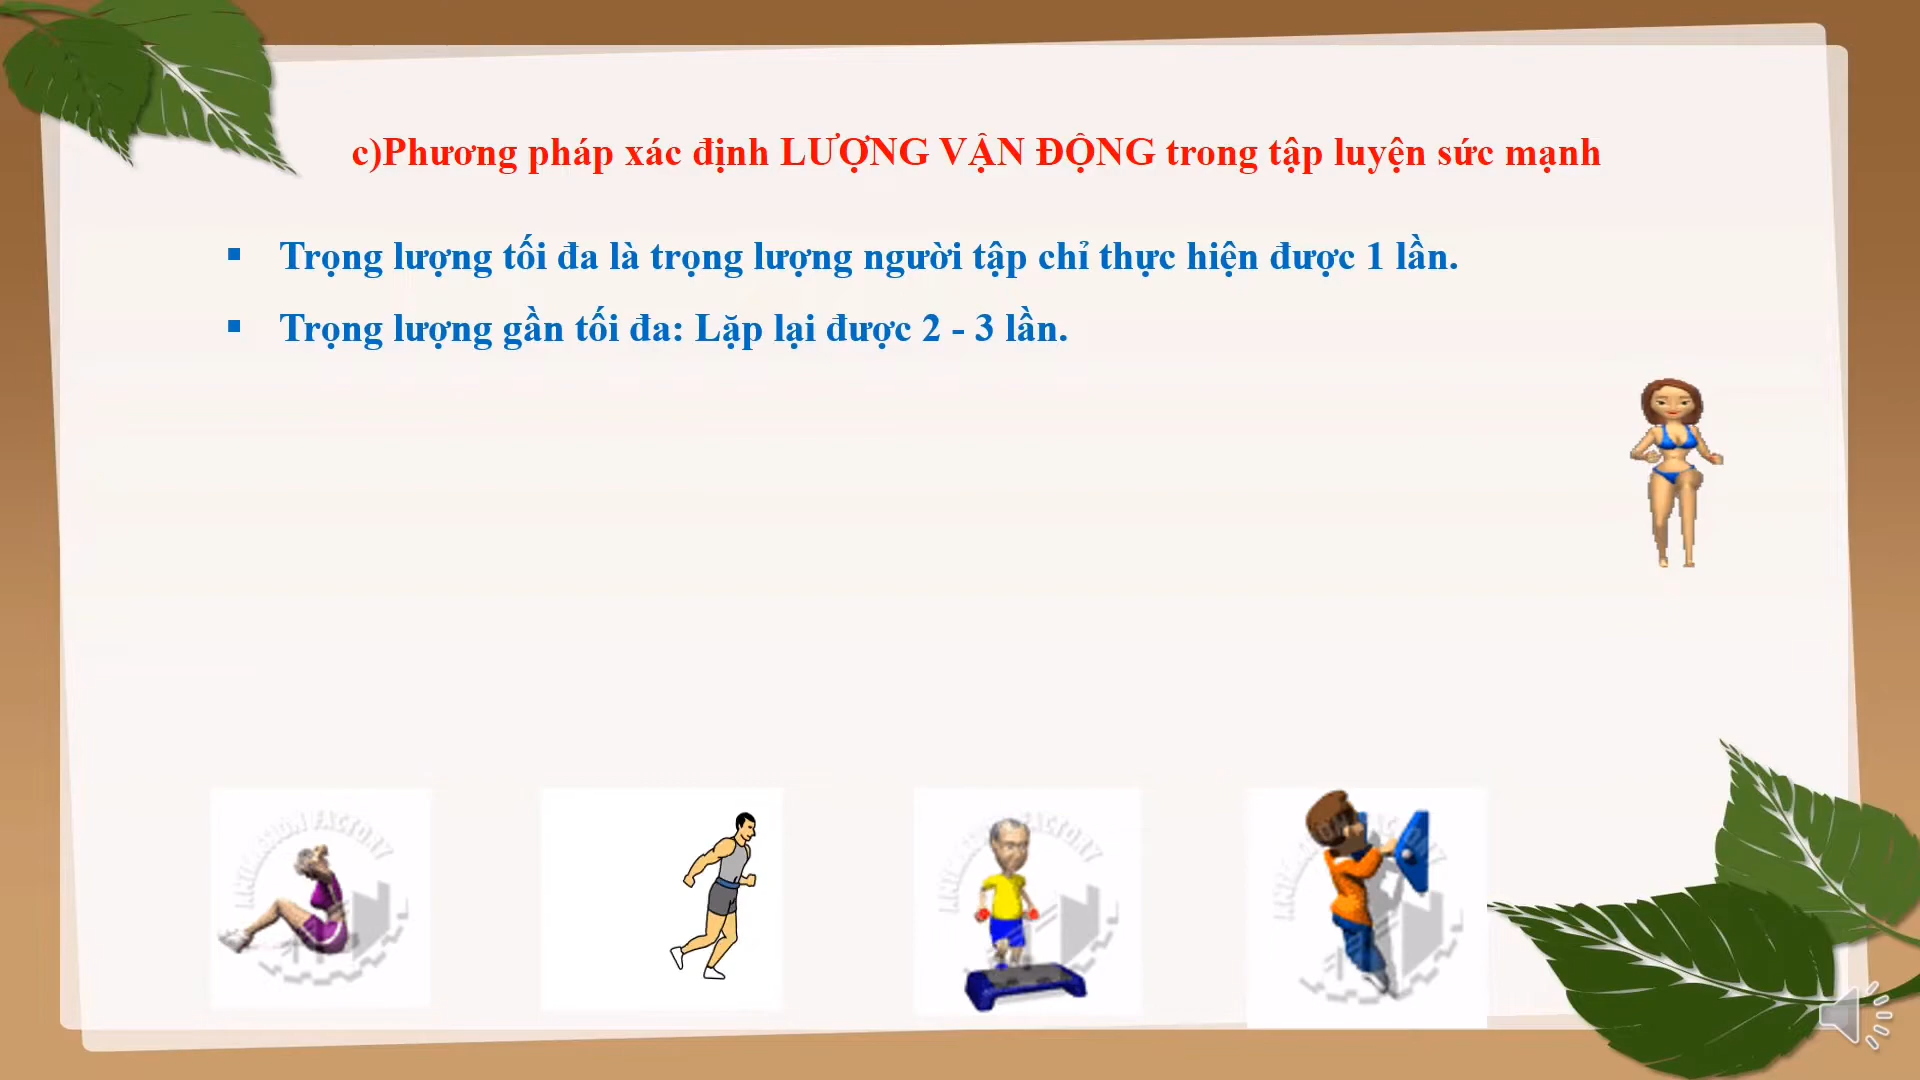 c)Phương pháp xác định LƯỢNG VẬN ĐỘNG trong tập luyện sức mạnh
▪ Trọng lượng tối đa là trọng lượng người tập chỉ thực hiện được 1 lần.
▪ Trọng lượng gần tối đa: Lặp lại được 2 - 3 lần.